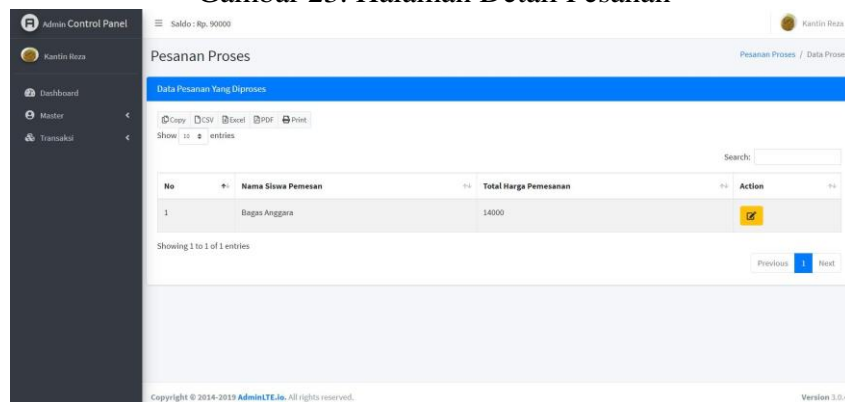 Gambar 23. Halaman Detail Pesanan
Admin Control Panel
Saldo : Rp. 90000
Kantin Reza
Kantin Reza
Dashboard
Master
Transaksi
Pesanan Proses
Pesanan Proses / Data Prose
Data Pesanan Yang Diproses
Copy CSV Excel PDF Print
Show 10 entries
Search:
No Nama Siswa Pemesan Total Harga Pemesanan Action
1 Bagas Anggara 14000
Showing 1 to 1 of 1 entries
Previous 1 Next
Copyright © 2014-2019 AdminLTE.io. All rights reserved.
Version 3.0.